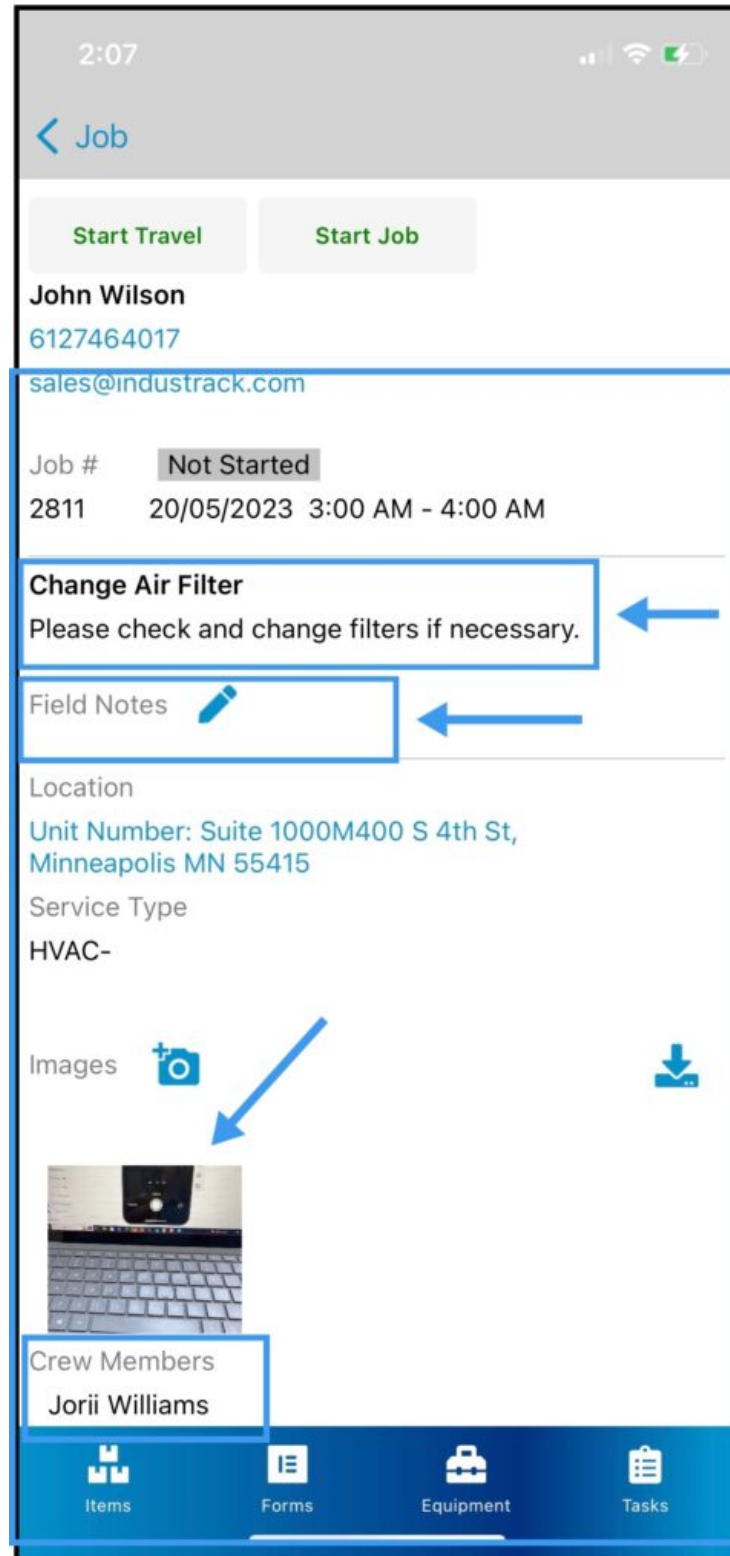 2:07
Job
Start Travel Start Job
John Wilson
6127464017
sales@industrack.com
Job # Not Started
2811 20/05/2023 3:00 AM - 4:00 AM
Change Air Filter
Please check and change filters if necessary.
Field Notes
Location
Unit Number: Suite 1000M400 S 4th St,
Minneapolis MN 55415
Service Type
HVAC-
Images
Crew Members
Jorii Williams
Items Forms Equipment Tasks